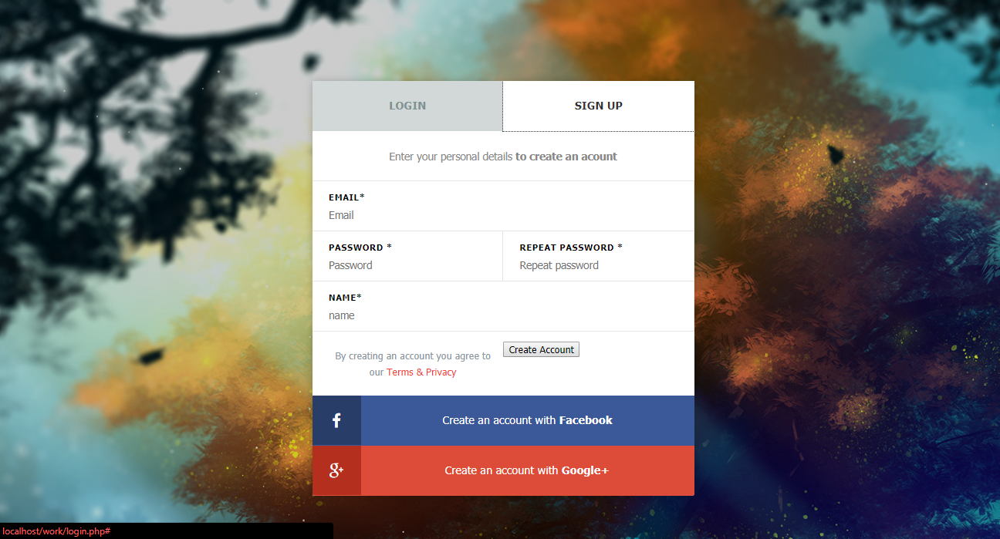 LOGIN
SIGN UP
Enter your personal details to create an acount
EMAIL*
Email
PASSWORD *
REPEAT PASSWORD *
Password
Repeat password
NAME*
name
By creating an account you agree to
our Terms & Privacy
Create Account
f
Create an account with Facebook
g+
Create an account with Google+
localhost/work/login.php#